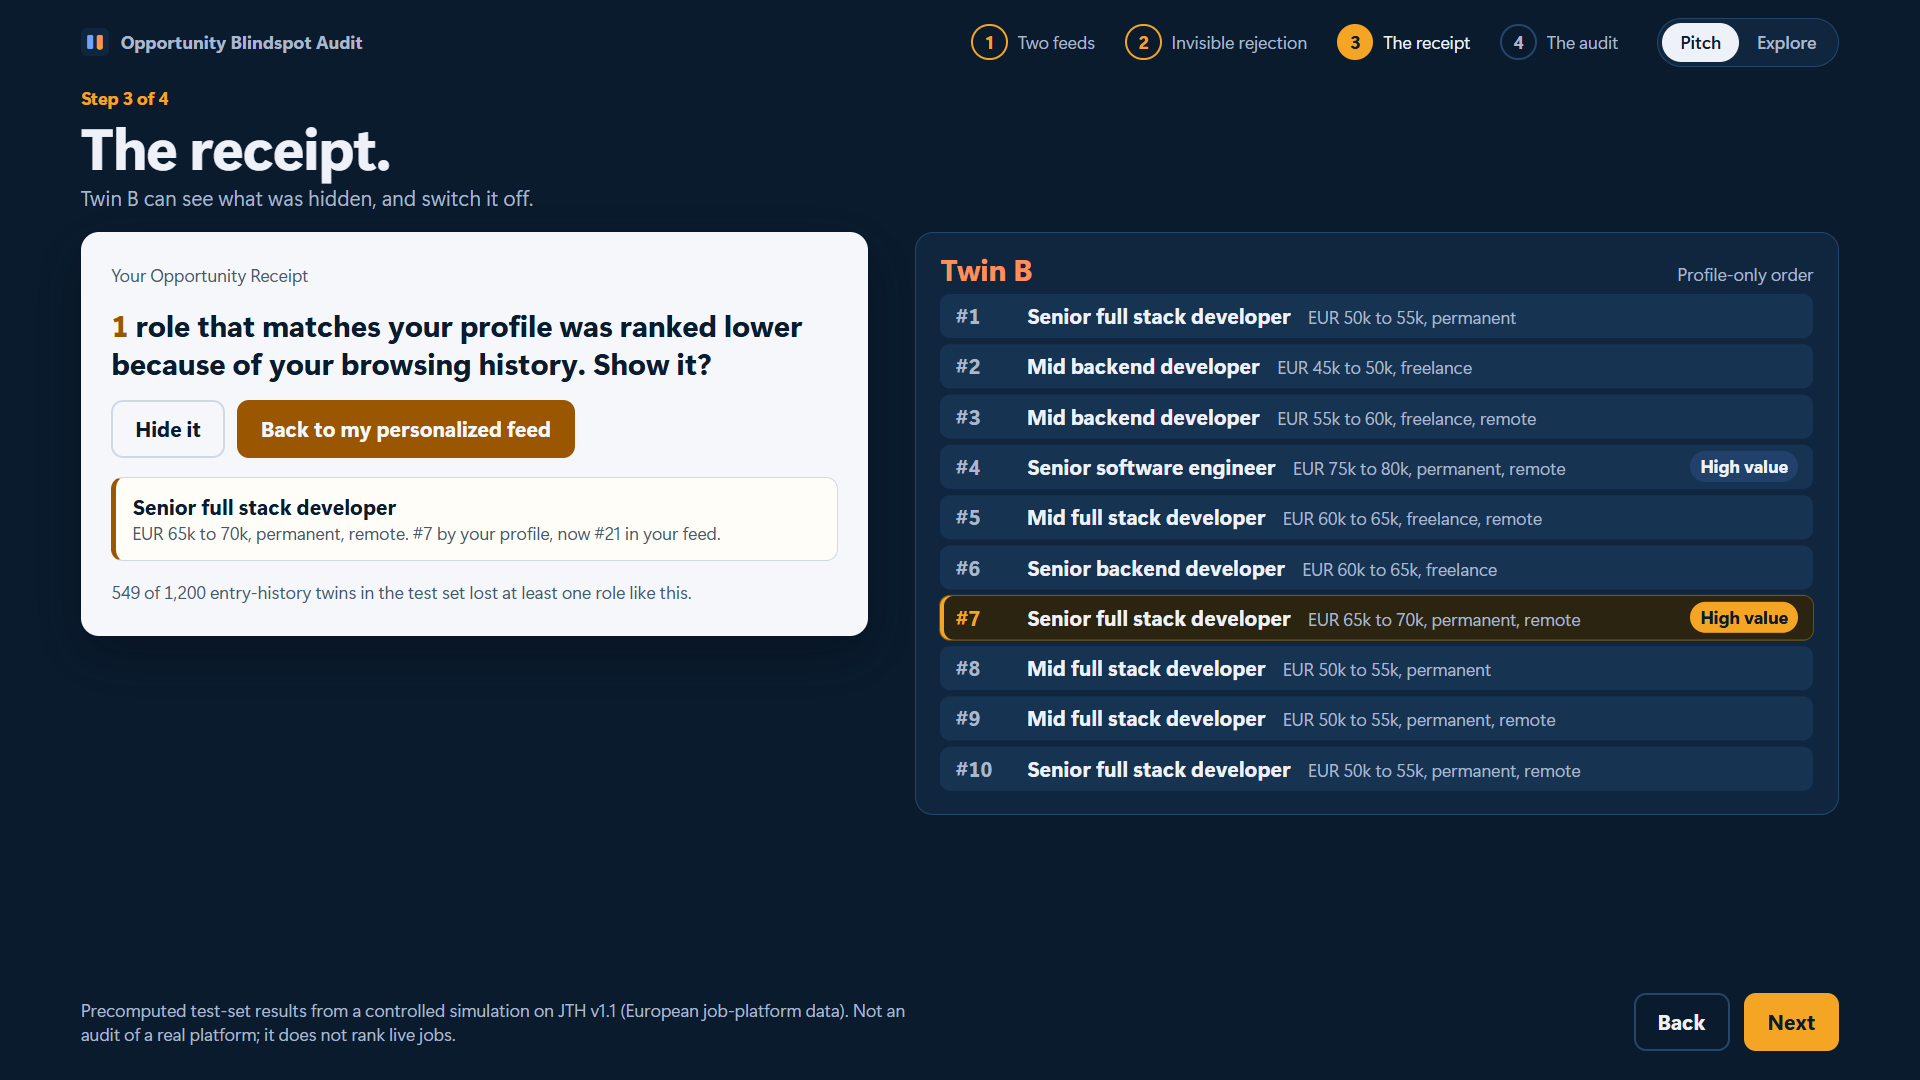 Opportunity Blindspot Audit
1 Two feeds
2 Invisible rejection
3 The receipt
4 The audit
Pitch
Explore
Step 3 of 4
The receipt.
Twin B can see what was hidden, and switch it off.
Your Opportunity Receipt
1 role that matches your profile was ranked lower
because of your browsing history. Show it?
Hide it
Back to my personalized feed
Senior full stack developer
EUR 65k to 70k, permanent, remote. #7 by your profile, now #21 in your feed.
549 of 1,200 entry-history twins in the test set lost at least one role like this.
Twin B
Profile-only order
#1 Senior full stack developer EUR 50k to 55k, permanent
#2 Mid backend developer EUR 45k to 50k, freelance
#3 Mid backend developer EUR 55k to 60k, freelance, remote
#4 Senior software engineer EUR 75k to 80k, permanent, remote High value
#5 Mid full stack developer EUR 60k to 65k, freelance, remote
#6 Senior backend developer EUR 60k to 65k, freelance
#7 Senior full stack developer EUR 65k to 70k, permanent, remote High value
#8 Mid full stack developer EUR 50k to 55k, permanent
#9 Mid full stack developer EUR 50k to 55k, permanent, remote
#10 Senior full stack developer EUR 50k to 55k, permanent, remote
Precomputed test-set results from a controlled simulation on JTH v1.1 (European job-platform data). Not an
audit of a real platform; it does not rank live jobs.
Back
Next